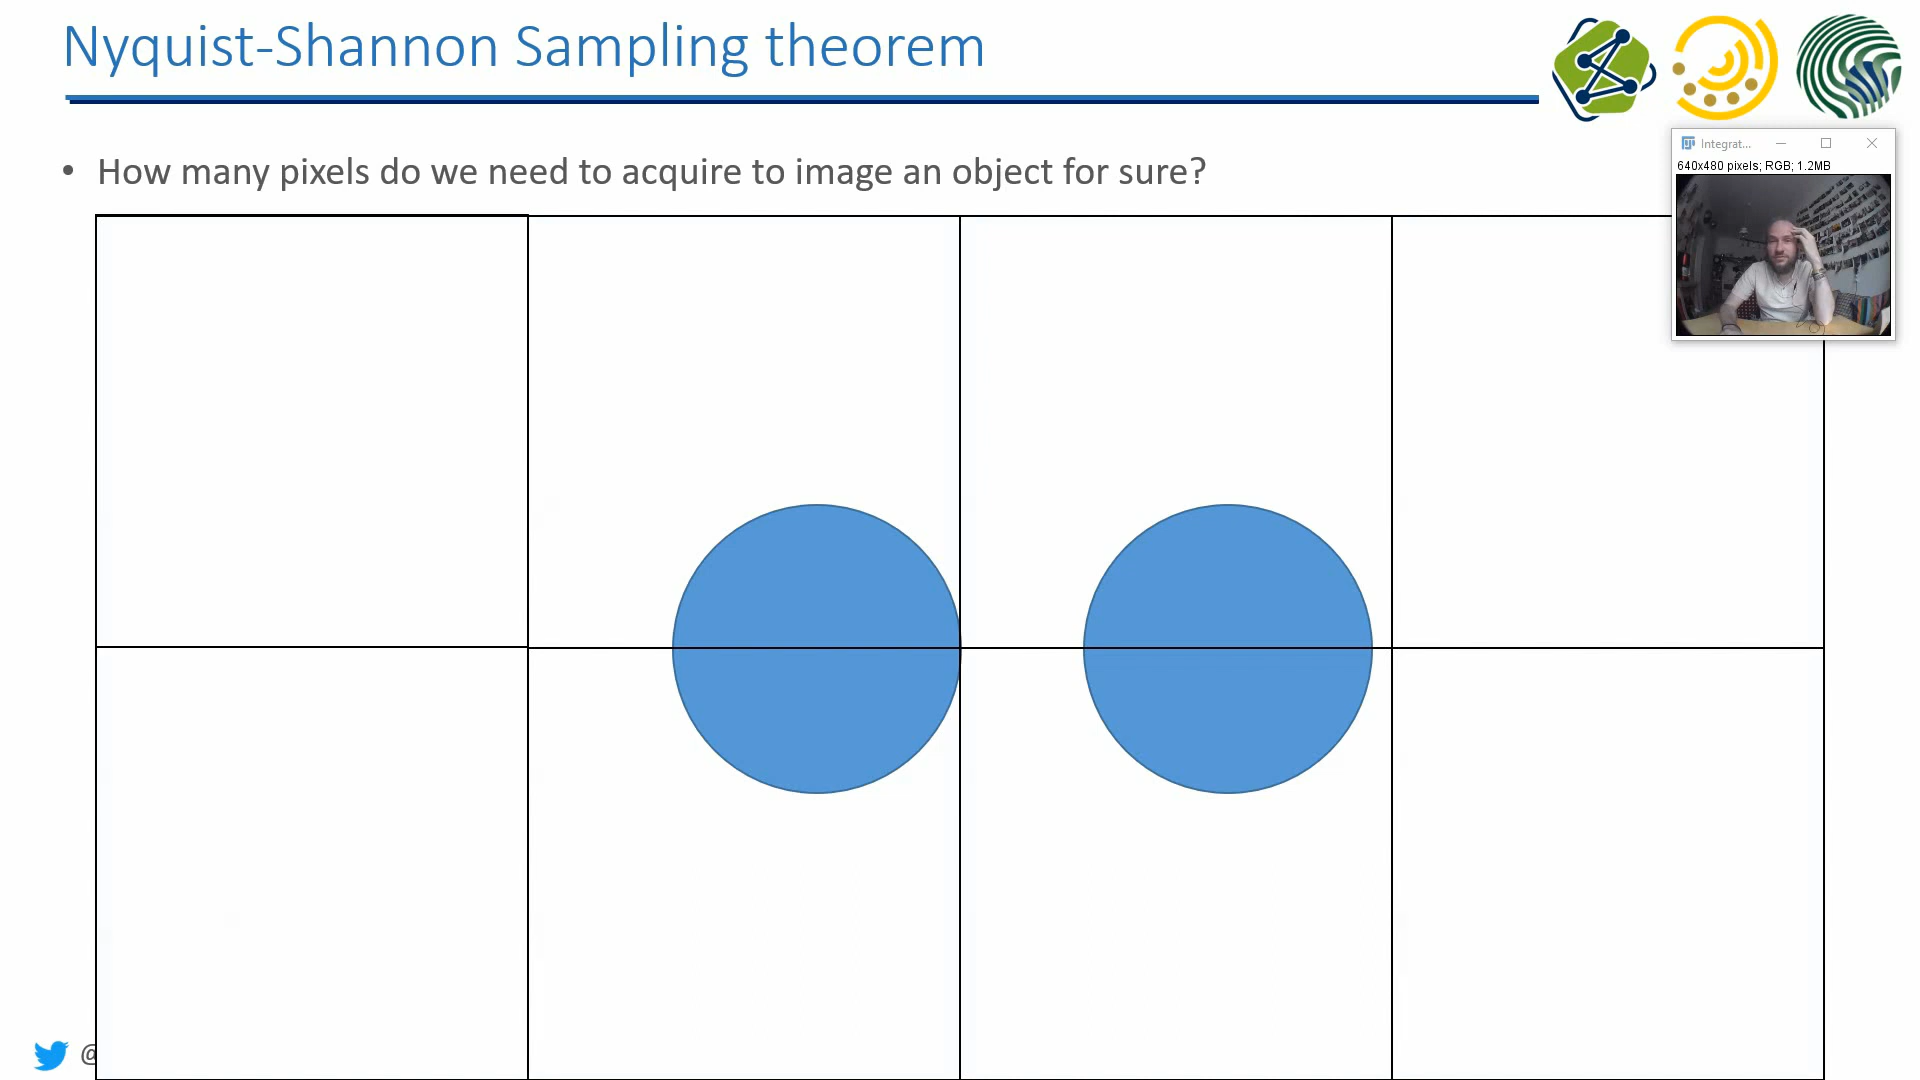 Nyquist-Shannon Sampling theorem
• How many pixels do we need to acquire to image an object for sure?
Integrat...
640x480 pixels; RGB; 1.2MB
@